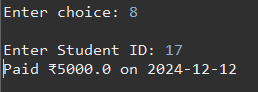 Enter choice: 8
Enter Student ID: 17
Paid ₹5000.0 on 2024-12-12